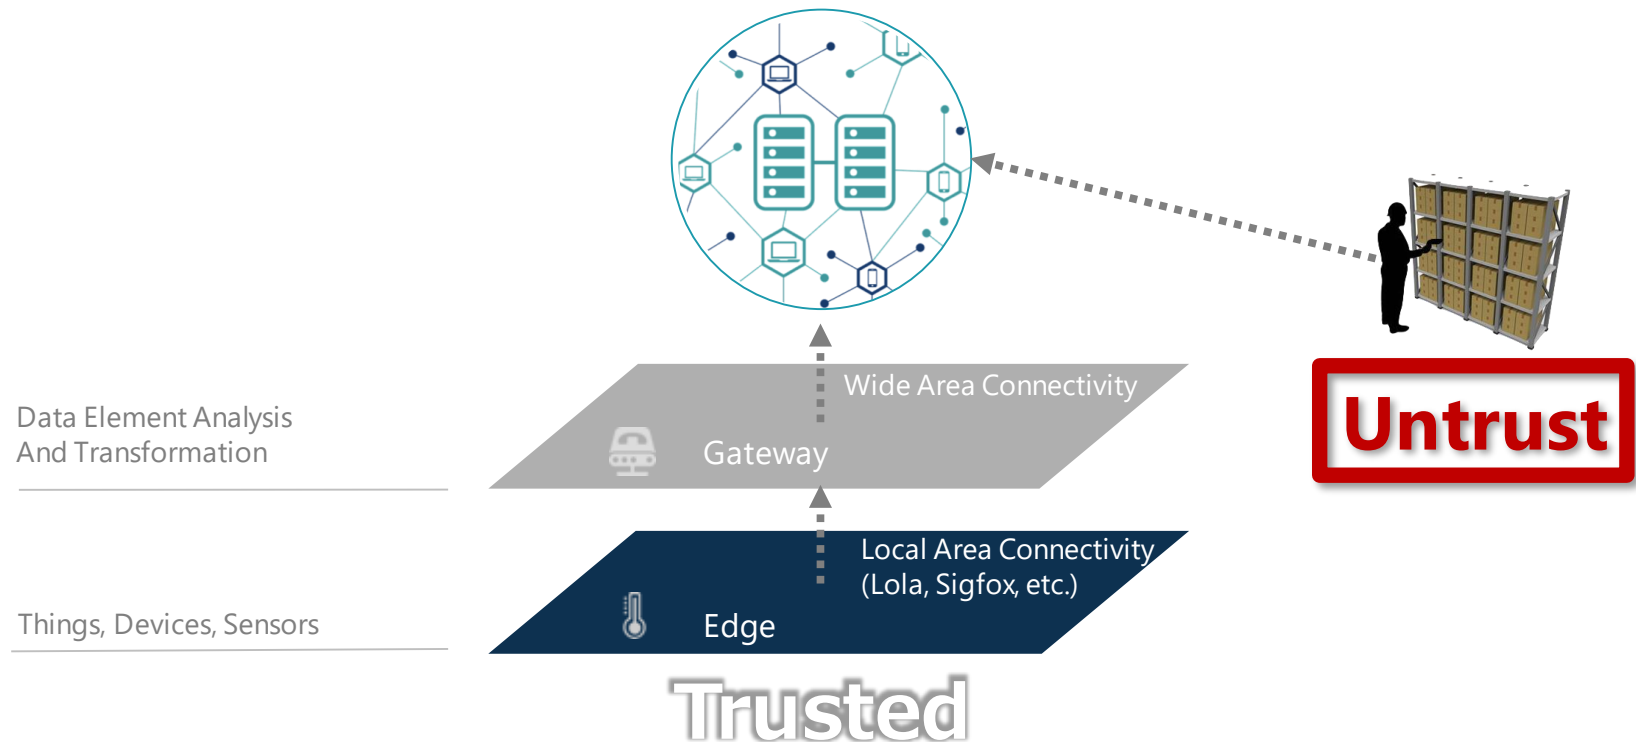 Wide Area Connectivity
Data Element Analysis
And Transformation
Gateway
Untrust
Local Area Connectivity
(Lola, Sigfox, etc.)
Things, Devices, Sensors
Edge
Trusted